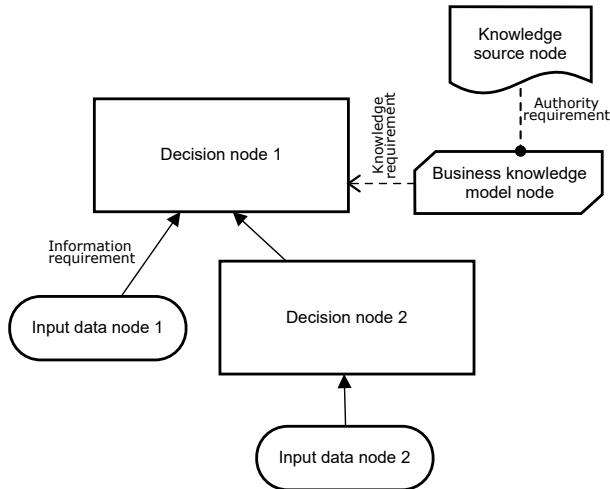 Knowledge
source node
Authority
requirement
Decision node 1
Knowledge
requirement
Business knowledge
model node
Information
requirement
Input data node 1
Decision node 2
Input data node 2